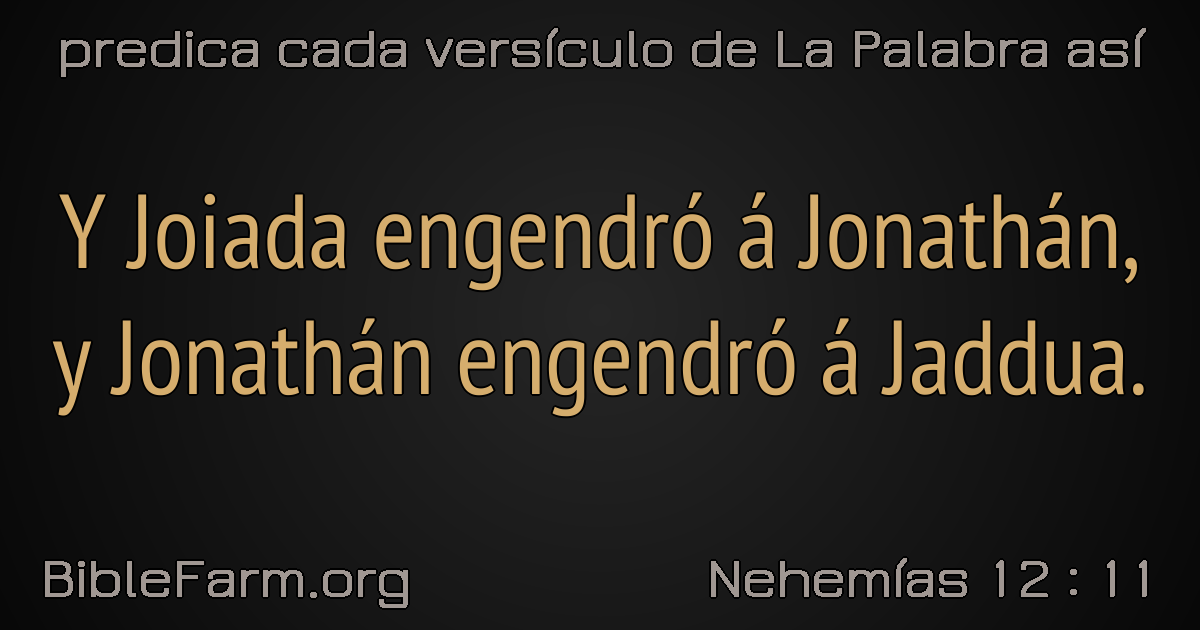 predica cada versículo de La Palabra así
Y Joiada engendró á Jonathán,
y Jonathán engendró á Jaddua.
BibleFarm.org
Nehemías 12 : 11